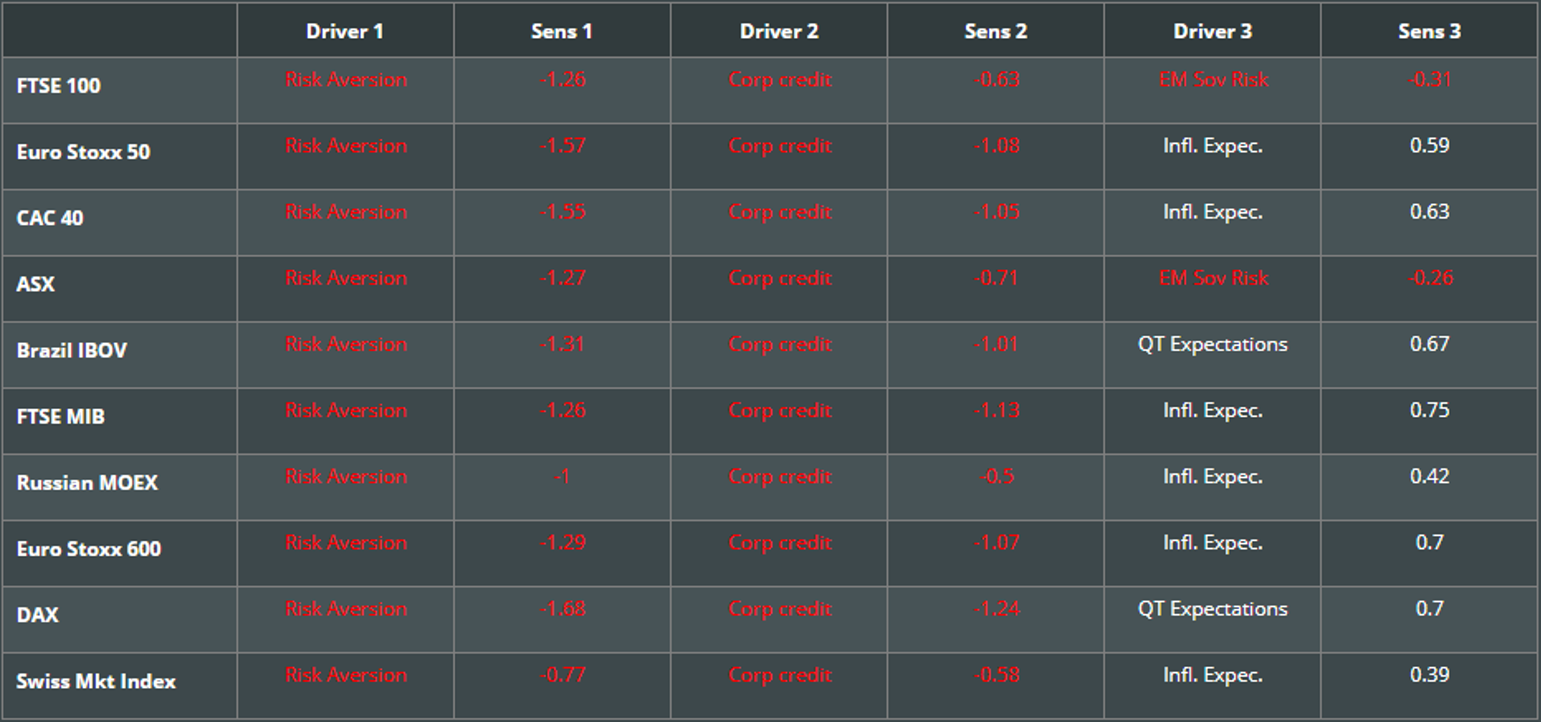 Driver 1 Sens 1 Driver 2 Sens 2 Driver 3 Sens 3
FTSE 100 Risk Aversion -1.26 Corp credit -0.63 EM Sov Risk -0.31
Euro Stoxx 50 Risk Aversion -1.57 Corp credit -1.08 Infl. Expec. 0.59
CAC 40 Risk Aversion -1.55 Corp credit -1.05 Infl. Expec. 0.63
ASX Risk Aversion -1.27 Corp credit -0.71 EM Sov Risk -0.26
Brazil IBOV Risk Aversion -1.31 Corp credit -1.01 QT Expectations 0.67
FTSE MIB Risk Aversion -1.26 Corp credit -1.13 Infl. Expec. 0.75
Russian MOEX Risk Aversion -1 Corp credit -0.5 Infl. Expec. 0.42
Euro Stoxx 600 Risk Aversion -1.29 Corp credit -1.07 Infl. Expec. 0.7
DAX Risk Aversion -1.68 Corp credit -1.24 QT Expectations 0.7
Swiss Mkt Index Risk Aversion -0.77 Corp credit -0.58 Infl. Expec. 0.39